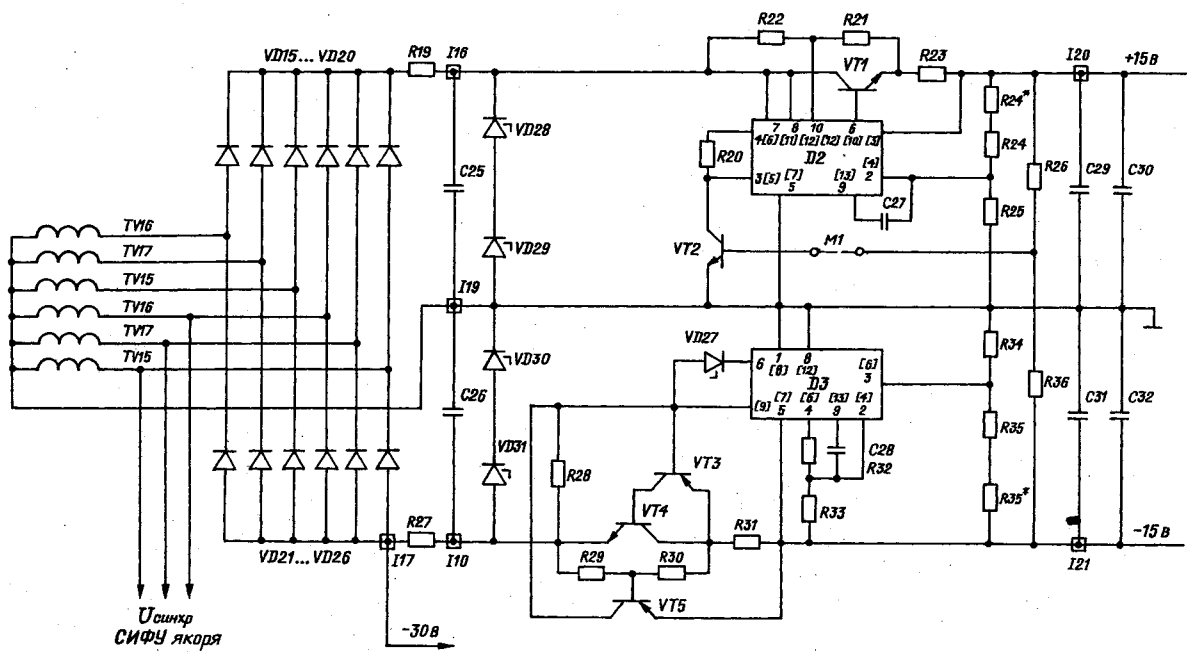 R22
R21
VD15...VD20
R19
I16
VT1
R23
I20
+15 В
VD28
R24*
7 8 10 6
4[6] [11] [12] [12] [10] [3]
R20
D2
R24
R26
C29
C30
C25
[4]
3[5] [7] [13] 2
5 9
C27
R25
TV16
VD29
VT2
M1
TV17
TV15
I19
TV16
VD27
R34
TV17
VD30
6 1 8 [6]
[8] [12] 3
D3
TV15
R36
C31
C32
C26
[9] [7] [6] [13] [4]
5 4 9 2
R35
VD31
R28
VT3
C28
R32
VT4
R33
R35*
R27
R31
-15 В
VD21...VD26
I17
I10
R29
R30
I21
VT5
Uсинхр
СИФУ якоря
-30 В